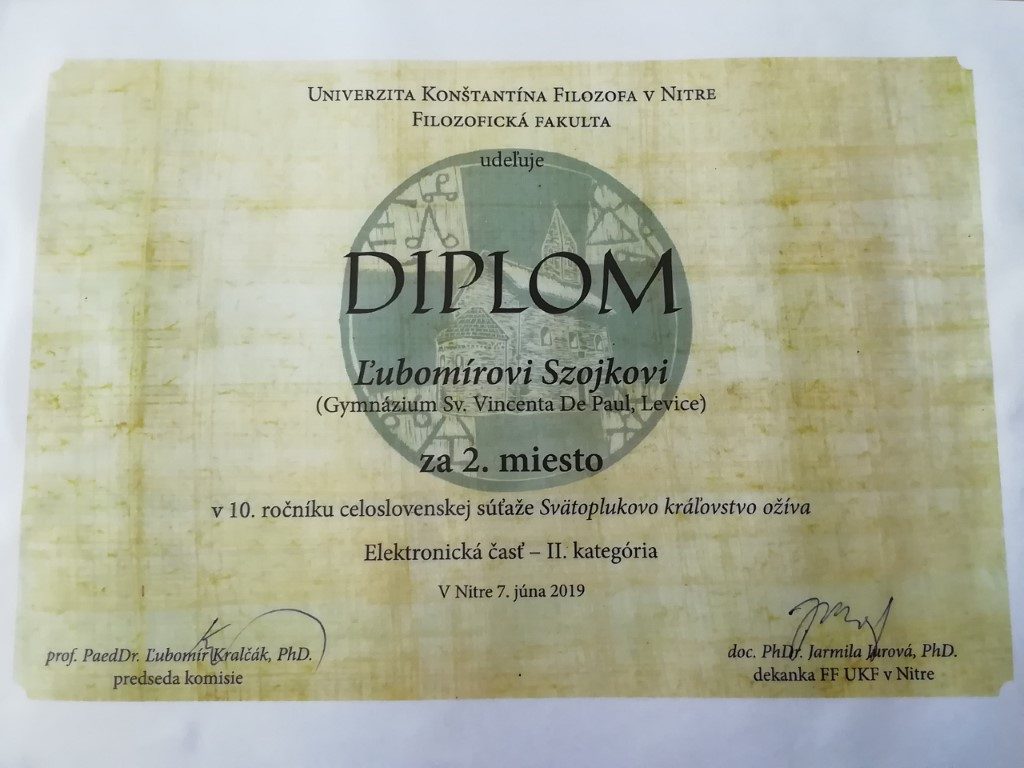 Univerzita Konštantína Filozofa v Nitre
Filozofická fakulta
udeľuje
DIPLOM
Ľubomírovi Szojkovi
(Gymnázium Sv. Vincenta De Paul, Levice)
za 2. miesto
v 10. ročníku celoslovenskej súťaže Svätoplukovo kráľovstvo ožíva
Elektronická časť – II. kategória
V Nitre 7. júna 2019
prof. PaedDr. Ľubomír Kralčák, PhD.
predseda komisie
doc. PhDr. Jarmila Jurová, PhD.
dekanka FF UKF v Nitre